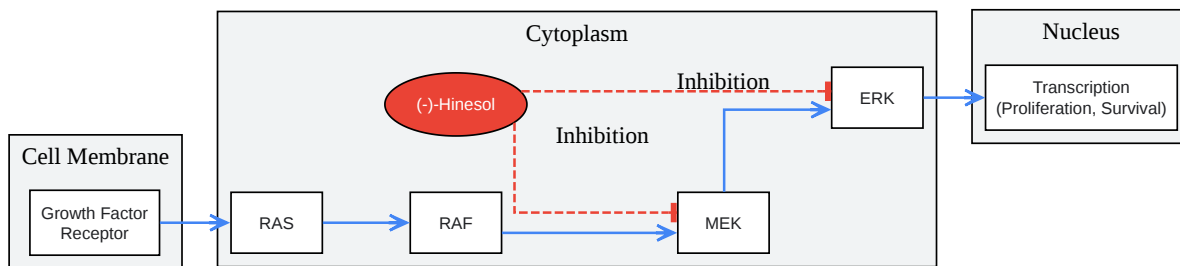 Cytoplasm
Nucleus
(-)-Hinesol
Inhibition
ERK
Transcription
(Proliferation, Survival)
Inhibition
Cell Membrane
Growth Factor
Receptor
RAS
RAF
MEK